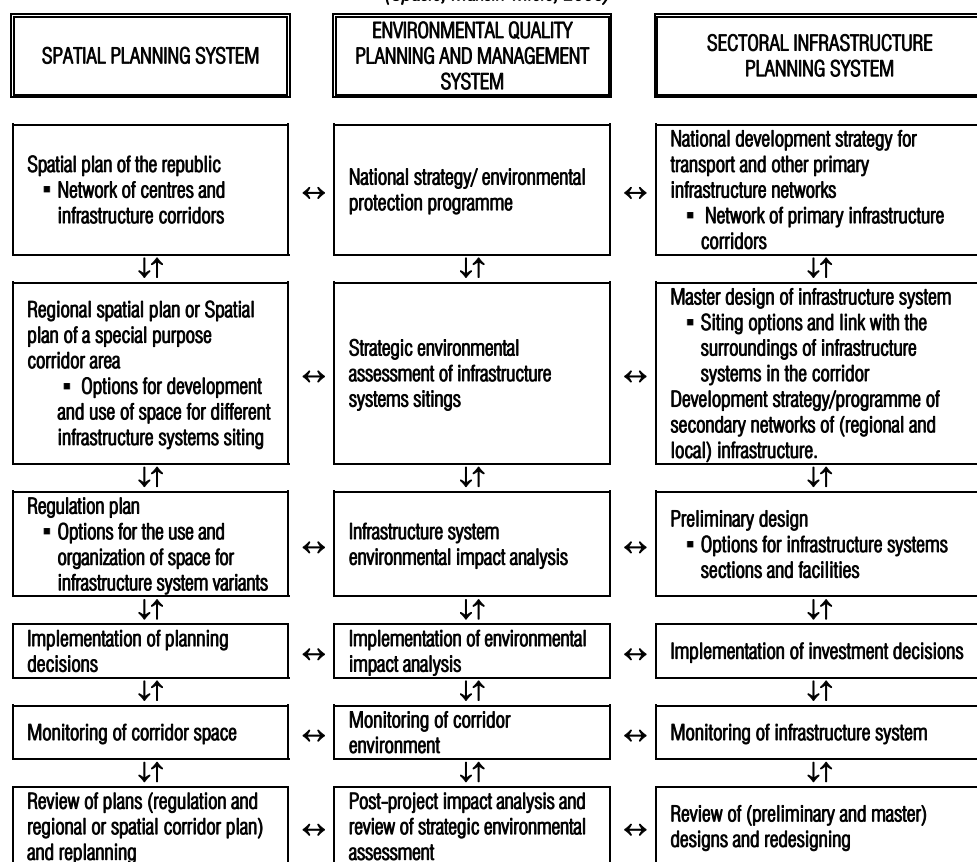 SPATIAL PLANNING SYSTEM
ENVIRONMENTAL QUALITY
PLANNING AND MANAGEMENT
SYSTEM
SECTORAL INFRASTRUCTURE
PLANNING SYSTEM
Spatial plan of the republic
▪ Network of centres and
infrastructure corridors
↔
National strategy/ environmental
protection programme
↔
National development strategy for
transport and other primary
infrastructure networks
▪ Network of primary infrastructure
corridors
↓↑
↓↑
↓↑
Regional spatial plan or Spatial
plan of a special purpose
corridor area
▪ Options for development
and use of space for different
infrastructure systems siting
↔
Strategic environmental
assessment of infrastructure
systems sitings
↔
Master design of infrastructure system
▪ Siting options and link with the
surroundings of infrastructure
systems in the corridor
Development strategy/programme of
secondary networks of (regional and
local) infrastructure.
↓↑
↓↑
↓↑
Regulation plan
▪ Options for the use and
organization of space for
infrastructure system variants
↔
Infrastructure system
environmental impact analysis
↔
Preliminary design
▪ Options for infrastructure systems
sections and facilities
↓↑
↓↑
↓↑
Implementation of planning
decisions
↔
Implementation of environmental
impact analysis
↔
Implementation of investment decisions
↓↑
↓↑
↓↑
Monitoring of corridor space
↔
Monitoring of corridor
environment
↔
Monitoring of infrastructure system
↓↑
↓↑
↓↑
Review of plans (regulation and
regional or spatial corridor plan)
and replanning
↔
Post-project impact analysis and
review of strategic environmental
assessment
↔
Review of (preliminary and master)
designs and redesigning